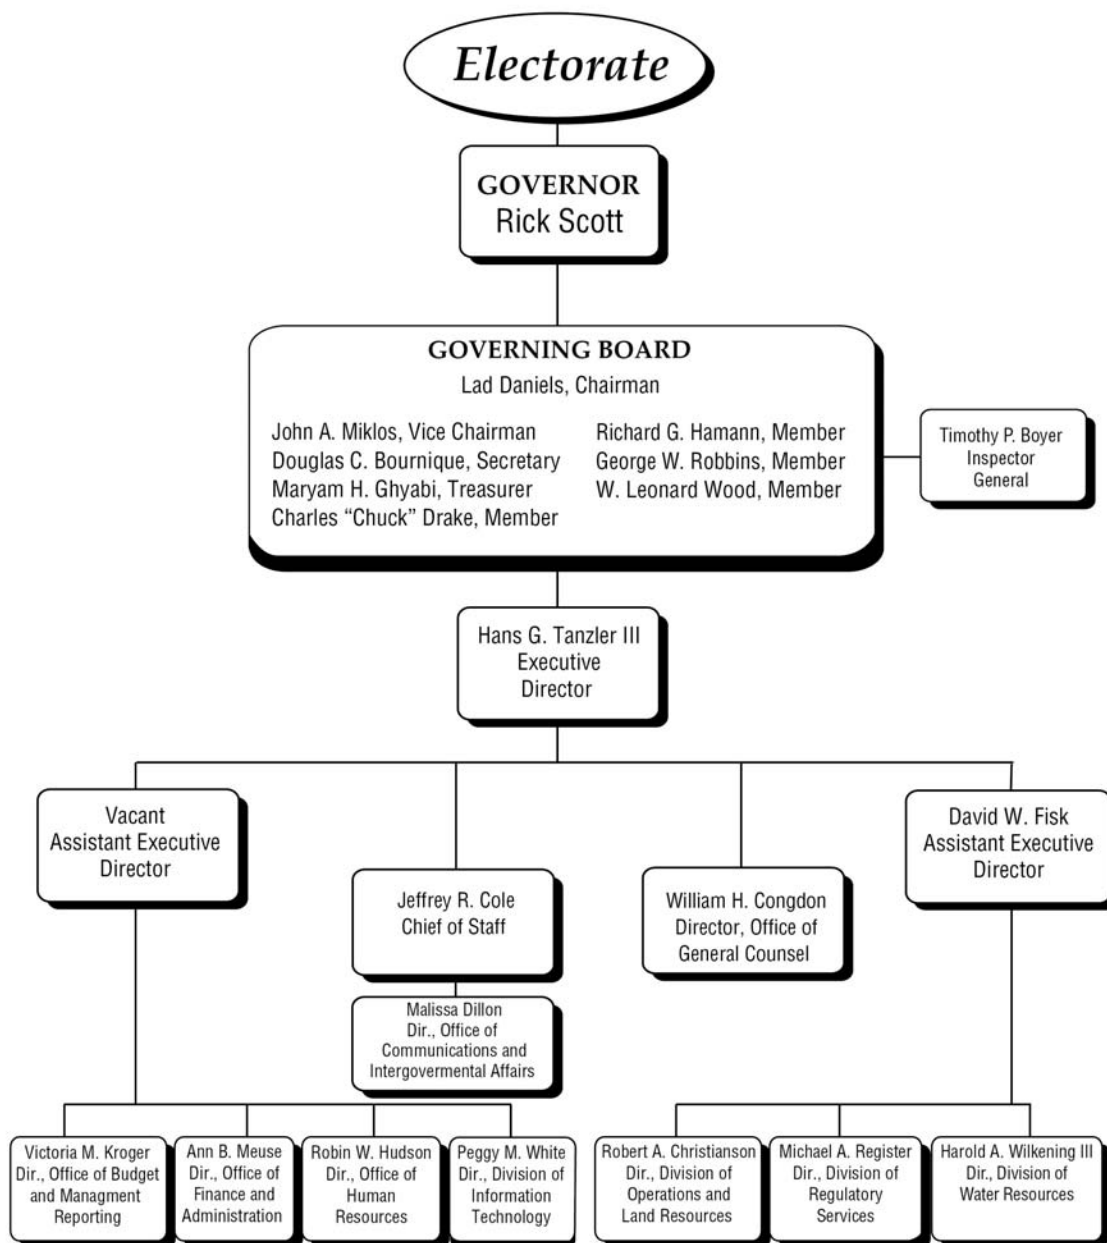 Electorate
GOVERNOR
Rick Scott
GOVERNING BOARD
Lad Daniels, Chairman
John A. Miklos, Vice Chairman
Douglas C. Bournique, Secretary
Maryam H. Ghyabi, Treasurer
Charles “Chuck” Drake, Member
Richard G. Hamann, Member
George W. Robbins, Member
W. Leonard Wood, Member
Timothy P. Boyer
Inspector
General
Hans G. Tanzler III
Executive
Director
Vacant
Assistant Executive
Director
Jeffrey R. Cole
Chief of Staff
William H. Congdon
Director, Office of
General Counsel
David W. Fisk
Assistant Executive
Director
Malissa Dillon
Dir., Office of
Communications and
Intergovermental Affairs
Victoria M. Kroger
Dir., Office of Budget
and Managment
Reporting
Ann B. Meuse
Dir., Office of
Finance and
Administration
Robin W. Hudson
Dir., Office of
Human
Resources
Peggy M. White
Dir., Division of
Information
Technology
Robert A. Christianson
Dir., Division of
Operations and
Land Resources
Michael A. Register
Dir., Division of
Regulatory
Services
Harold A. Wilkening III
Dir., Division of
Water Resources